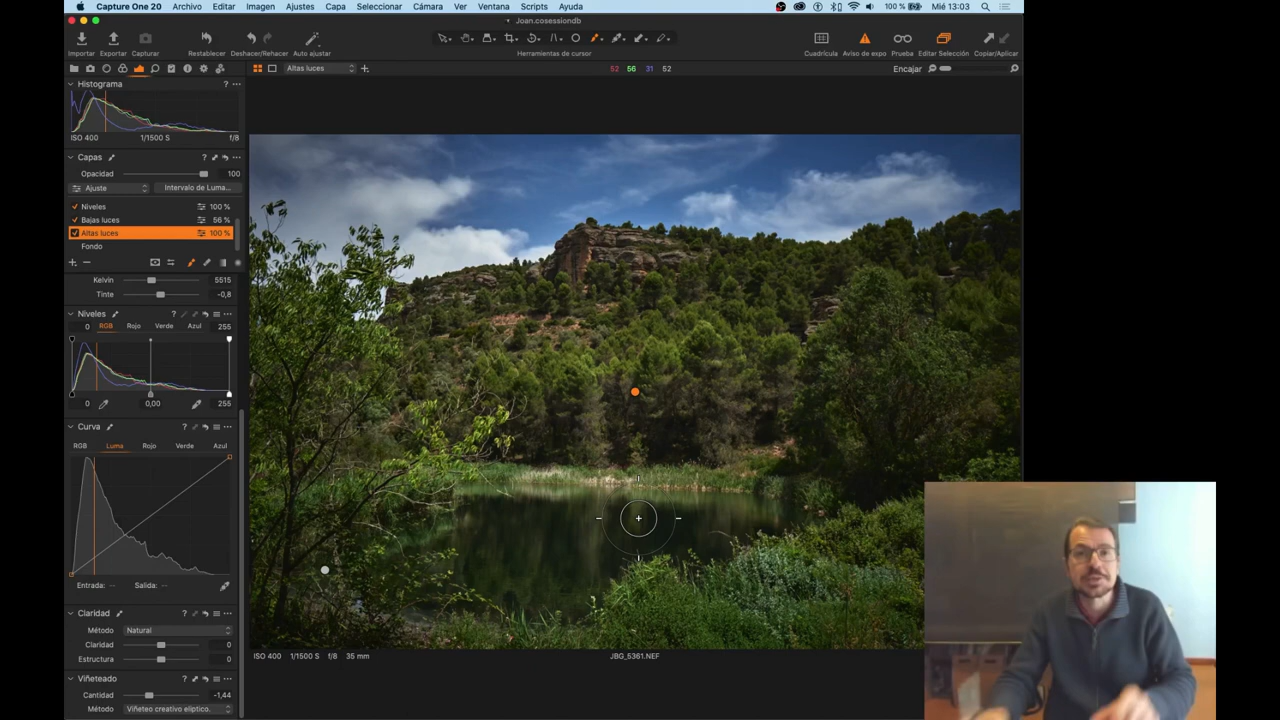 Capture One 20 Archivo Editar Imagen Ajustes Capa Seleccionar Cámara Ver Ventana Scripts Ayuda 100 % Mié 13:03
Joan.cosessiondb
Importar Exportar Capturar Restablecer Deshacer/Rehacer Auto ajustar Herramientas de cursor Cuadrícula Aviso de expo Prueba Editar Selección Copiar/Aplicar
Altas luces 52 56 31 52 Encajar
Histograma
ISO 400 1/1500 S f/8
Capas
Opacidad 100
Ajuste Intervalo de Luma...
Niveles 100 %
Bajas luces 56 %
Altas luces 100 %
Fondo
Kelvin 5515
Tinte -0,8
Niveles
0 RGB Rojo Verde Azul 255
0 0,00 255
Curva
RGB Luma Rojo Verde Azul
Entrada: -- Salida: --
Claridad
Método Natural
Claridad 0
Estructura 0
Viñeteado
Cantidad -1,44
Método Viñeteo creativo elíptico.
ISO 400 1/1500 S f/8 35 mm JBG_5361.NEF